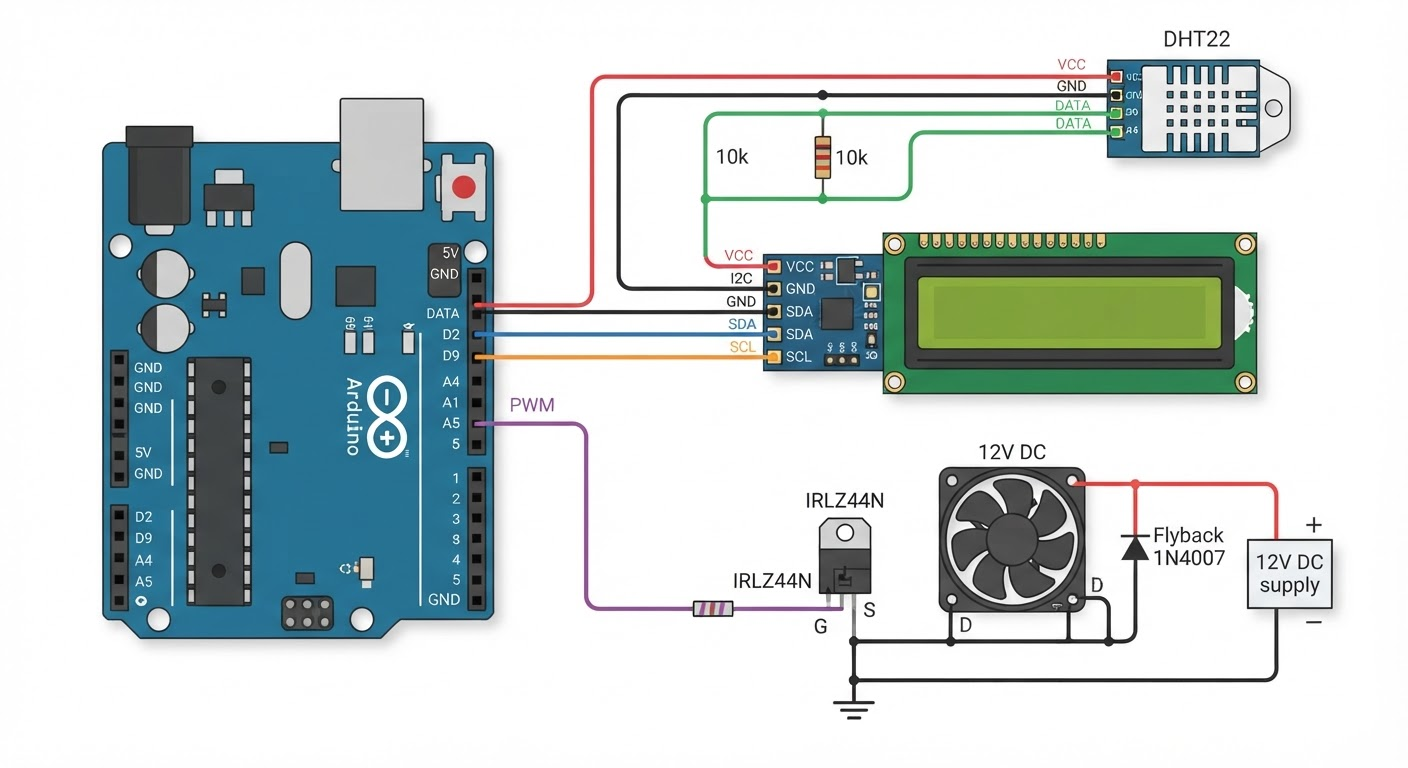 DHT22
VCC
GND
DATA
DATA
10k
10k
5V
GND
DATA
D2
D9
A4
A1
A5
5
1
2
3
3
4
5
GND
GND
GND
GND
5V
GND
D2
D9
A4
A5
Arduino
VCC
I2C
GND
SDA
SCL
VCC
GND
SDA
SDA
SCL
PWM
12V DC
IRLZ44N
IRLZ44N
G
S
D
D
Flyback
1N4007
+
12V DC
supply
−